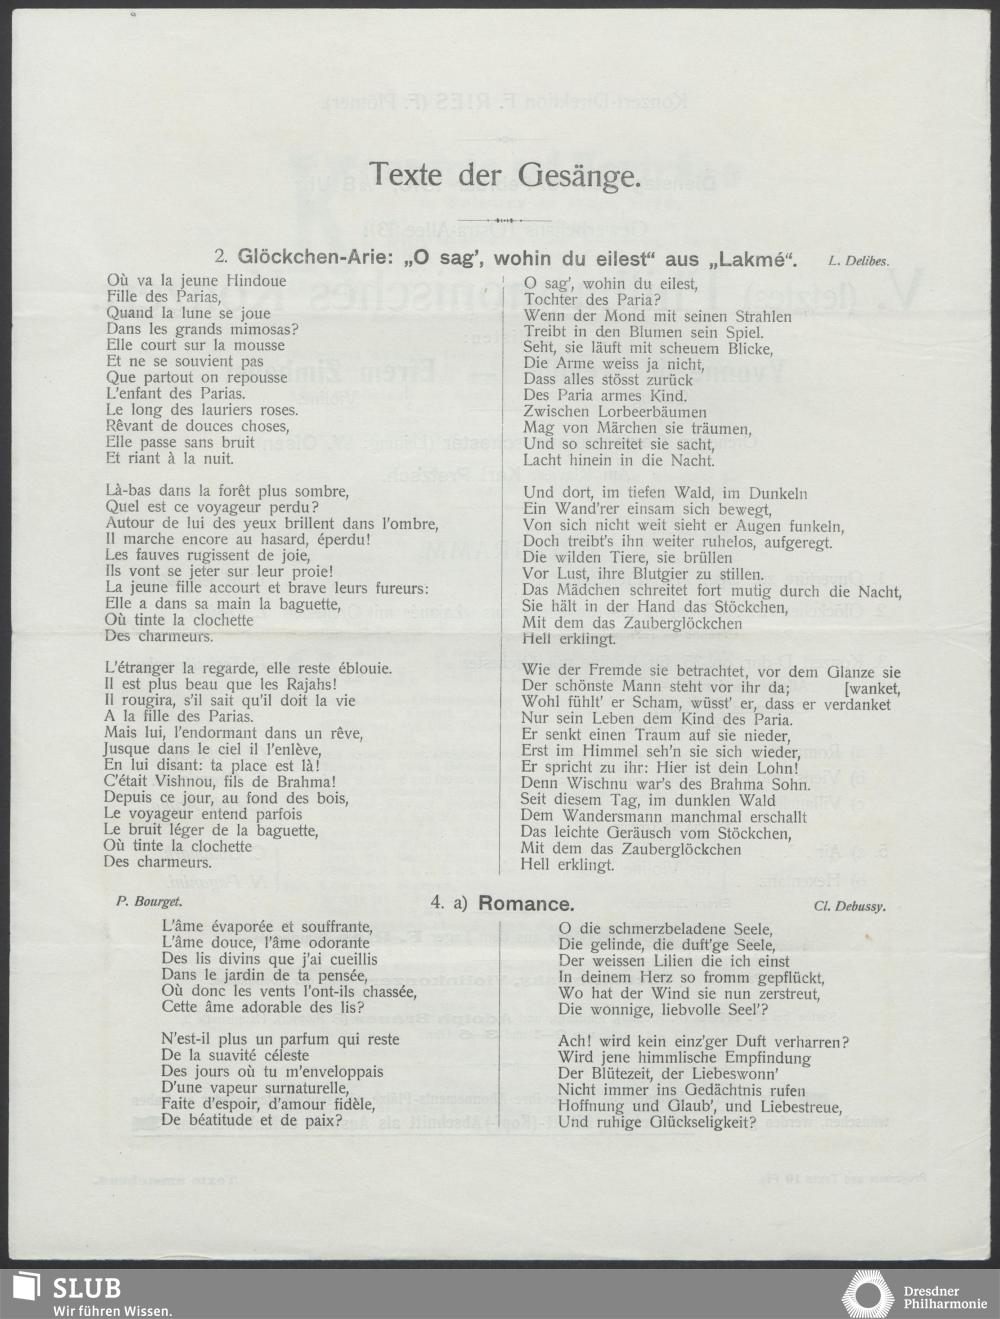 Texte der Gesänge.
2. Glöckchen-Arie: „O sag’, wohin du eilest“ aus „Lakmé“. L. Delibes.
Où va la jeune Hindoue
Fille des Parias,
Quand la lune se joue
Dans les grands mimosas?
Elle court sur la mousse
Et ne se souvient pas
Que partout on repousse
L’enfant des Parias.
Le long des lauriers roses.
Rêvant de douces choses,
Elle passe sans bruit
Et riant à la nuit.
Là-bas dans la forêt plus sombre,
Quel est ce voyageur perdu?
Autour de lui des yeux brillent dans l’ombre,
Il marche encore au hasard, éperdu!
Les fauves rugissent de joie,
Ils vont se jeter sur leur proie!
La jeune fille accourt et brave leurs fureurs:
Elle a dans sa main la baguette,
Où tinte la clochette
Des charmeurs.
L’étranger la regarde, elle reste éblouie.
Il est plus beau que les Rajahs!
Il rougira, s’il sait qu’il doit la vie
A la fille des Parias.
Mais lui, l’endormant dans un rêve,
Jusque dans le ciel il l’enlève,
En lui disant: ta place est là!
C’était Vishnou, fils de Brahma!
Depuis ce jour, au fond des bois,
Le voyageur entend parfois
Le bruit léger de la baguette,
Où tinte la clochette
Des charmeurs.
O sag’, wohin du eilest,
Tochter des Paria?
Wenn der Mond mit seinen Strahlen
Treibt in den Blumen sein Spiel.
Seht, sie läuft mit scheuem Blicke,
Die Arme weiss ja nicht,
Dass alles stösst zurück
Des Paria armes Kind.
Zwischen Lorbeerbäumen
Mag von Märchen sie träumen,
Und so schreitet sie sacht,
Lacht hinein in die Nacht.
Und dort, im tiefen Wald, im Dunkeln
Ein Wand’rer einsam sich bewegt,
Von sich nicht weit sieht er Augen funkeln,
Doch treibt’s ihn weiter ruhelos, aufgeregt.
Die wilden Tiere, sie brüllen
Vor Lust, ihre Blutgier zu stillen.
Das Mädchen schreitet fort mutig durch die Nacht,
Sie hält in der Hand das Stöckchen,
Mit dem das Zauberglöckchen
Hell erklingt.
Wie der Fremde sie betrachtet, vor dem Glanze sie
Der schönste Mann steht vor ihr da; [wanket,
Wohl fühlt’ er Scham, wüsst’ er, dass er verdanket
Nur sein Leben dem Kind des Paria.
Er senkt einen Traum auf sie nieder,
Erst im Himmel seh’n sie sich wieder,
Er spricht zu ihr: Hier ist dein Lohn!
Denn Wischnu war’s des Brahma Sohn.
Seit diesem Tag, im dunklen Wald
Dem Wandersmann manchmal erschallt
Das leichte Geräusch vom Stöckchen,
Mit dem das Zauberglöckchen
Hell erklingt.
P. Bourget. 4. a) Romance. Cl. Debussy.
L’âme évaporée et souffrante,
L’âme douce, l’âme odorante
Des lis divins que j’ai cueillis
Dans le jardin de ta pensée,
Où donc les vents l’ont-ils chassée,
Cette âme adorable des lis?
N’est-il plus un parfum qui reste
De la suavité céleste
Des jours où tu m’enveloppais
D’une vapeur surnaturelle,
Faite d’espoir, d’amour fidèle,
De béatitude et de paix?
O die schmerzbeladene Seele,
Die gelinde, die duft’ge Seele,
Der weissen Lilien die ich einst
In deinem Herz so fromm gepflückt,
Wo hat der Wind sie nun zerstreut,
Die wonnige, liebvolle Seel’?
Ach! wird kein einz’ger Duft verharren?
Wird jene himmlische Empfindung
Der Blütezeit, der Liebeswonn’
Nicht immer ins Gedächtnis rufen
Hoffnung und Glaub’, und Liebestreue,
Und ruhige Glückseligkeit?
SLUB
Wir führen Wissen.
Dresdner
Philharmonie